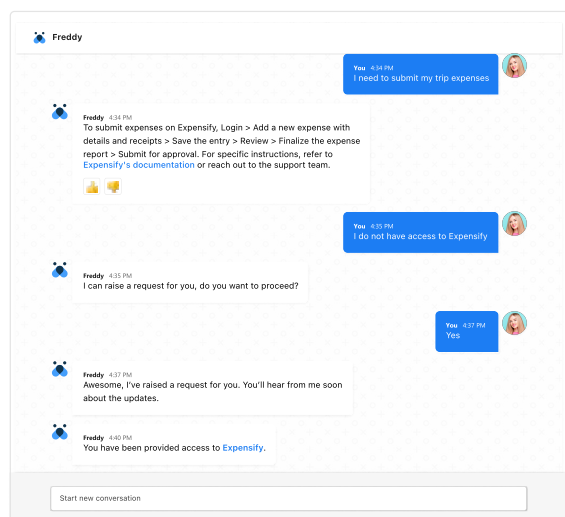 Freddy
You 4:34 PM
I need to submit my trip expenses
Freddy 4:34 PM
To submit expenses on Expensify, Login > Add a new expense with
details and receipts > Save the entry > Review > Finalize the expense
report > Submit for approval. For specific instructions, refer to
Expensify's documentation or reach out to the support team.
You 4:35 PM
I do not have access to Expensify
Freddy 4:35 PM
I can raise a request for you, do you want to proceed?
You 4:37 PM
Yes
Freddy 4:37 PM
Awesome, I've raised a request for you. You'll hear from me soon
about the updates.
Freddy 4:40 PM
You have been provided access to Expensify.
Start new conversation